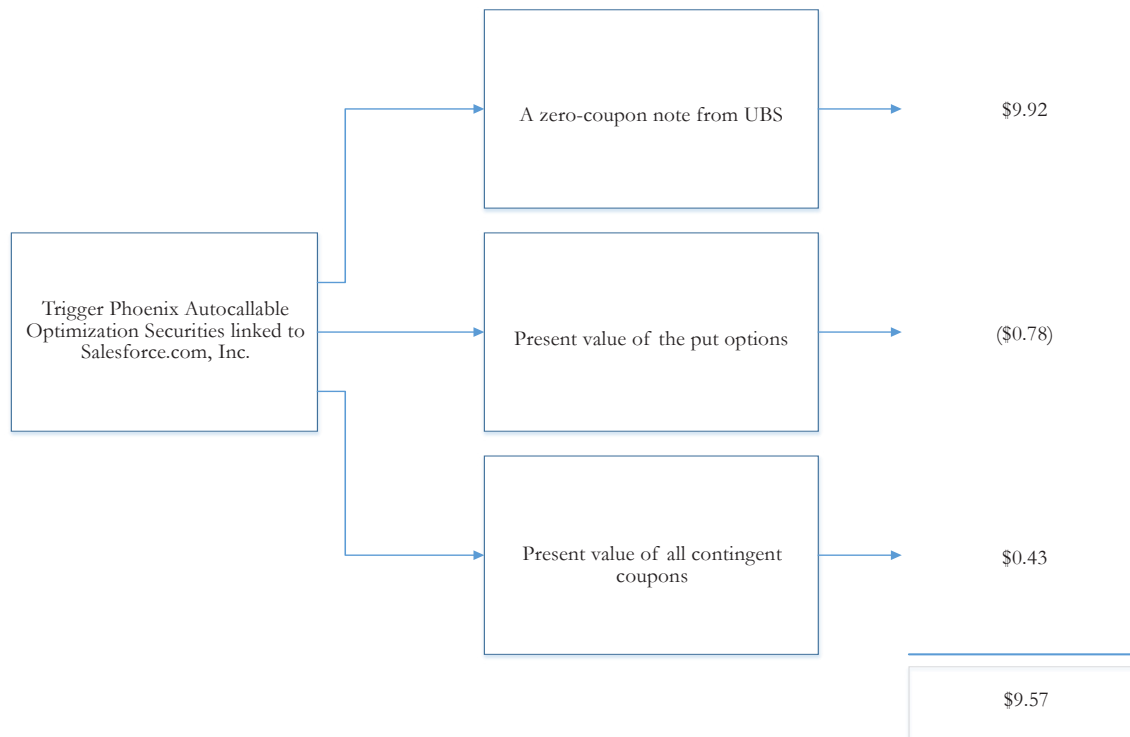 A zero-coupon note from UBS
$9.92
Trigger Phoenix Autocallable
Optimization Securities linked to
Salesforce.com, Inc.
Present value of the put options
($0.78)
Present value of all contingent
coupons
$0.43
$9.57